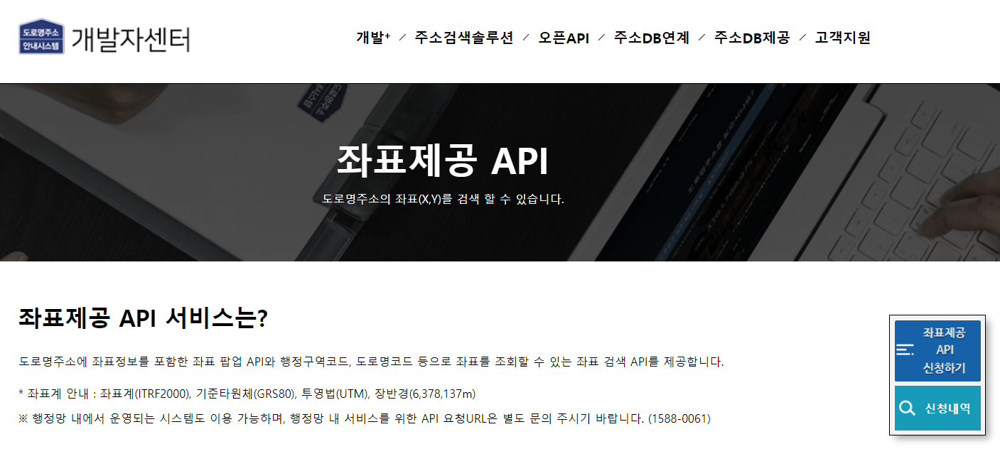 도로명주소
안내시스템
개발자센터
개발⁺ / 주소검색솔루션 / 오픈API / 주소DB연계 / 주소DB제공 / 고객지원
도로명주소
좌표제공 API
도로명주소의 좌표(X,Y)를 검색 할 수 있습니다.
좌표제공 API 서비스는?
도로명주소에 좌표정보를 포함한 좌표 팝업 API와 행정구역코드, 도로명코드 등으로 좌표를 조회할 수 있는 좌표 검색 API를 제공합니다.
* 좌표계 안내 : 좌표계(ITRF2000), 기준타원체(GRS80), 투영법(UTM), 장반경(6,378,137m)
※ 행정망 내에서 운영되는 시스템도 이용 가능하며, 행정망 내 서비스를 위한 API 요청URL은 별도 문의 주시기 바랍니다. (1588-0061)
좌표제공
API
신청하기
신청내역